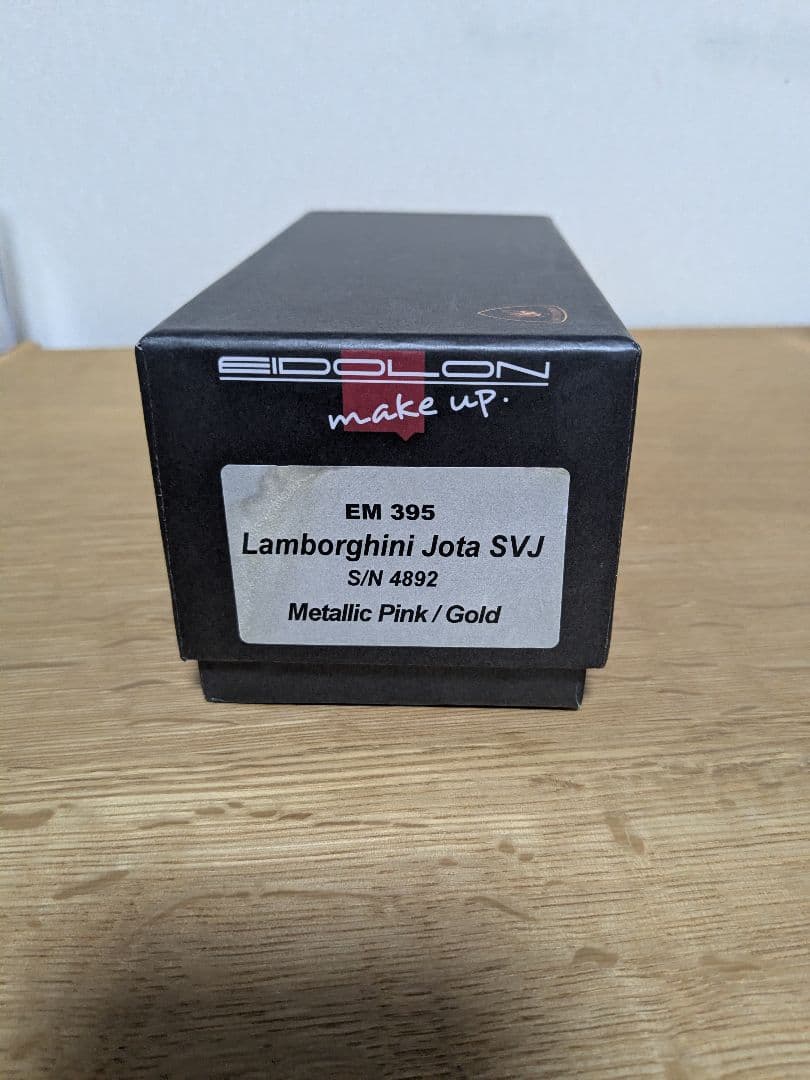 EIDOLON
make up.
EM 395
Lamborghini Jota SVJ
S/N 4892
Metallic Pink / Gold